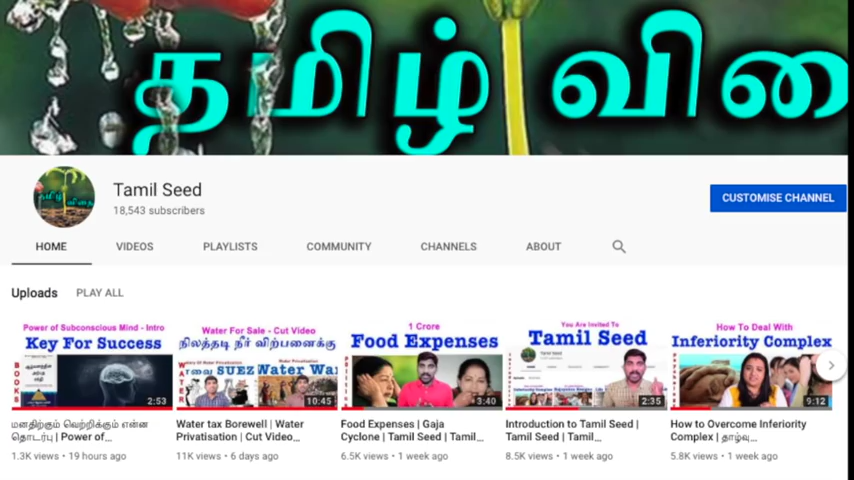 தமிழ் விதை
Tamil Seed
18,543 subscribers
CUSTOMISE CHANNEL
HOME VIDEOS PLAYLISTS COMMUNITY CHANNELS ABOUT
Uploads PLAY ALL
Power of Subconscious Mind - Intro
Key For Success
2:53
மனதிற்கும் வெற்றிக்கும் என்ன
தொடர்பு | Power of...
1.3K views • 19 hours ago
Water For Sale - Cut Video
நிலத்தடி நீர் விற்பனைக்கு
SUEZ Water War
10:45
Water tax Borewell | Water
Privatisation | Cut Video...
11K views • 6 days ago
1 Crore
Food Expenses
3:40
Food Expenses | Gaja
Cyclone | Tamil Seed | Tamil...
6.5K views • 1 week ago
You Are Invited To
Tamil Seed
2:35
Introduction to Tamil Seed |
Tamil Seed | Tamil...
8.5K views • 1 week ago
How To Deal With
Inferiority Complex
9:12
How to Overcome Inferiority
Complex | தாழ்வு...
5.8K views • 1 week ago